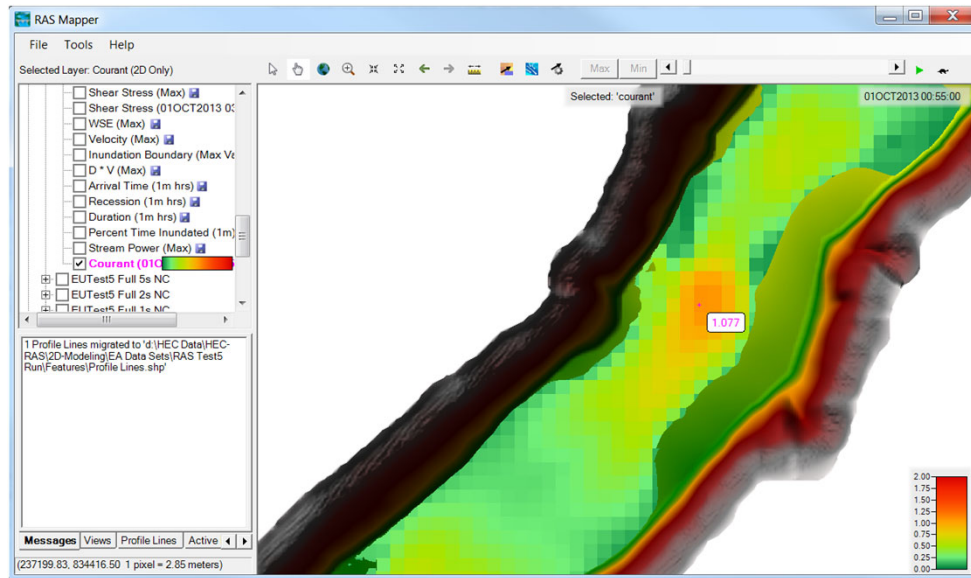 RAS Mapper
File Tools Help
Selected Layer: Courant (2D Only)
Max Min
Shear Stress (Max)
Shear Stress (01OCT2013 03
WSE (Max)
Velocity (Max)
Inundation Boundary (Max Va
D * V (Max)
Arrival Time (1m hrs)
Recession (1m hrs)
Duration (1m hrs)
Percent Time Inundated (1m)
Stream Power (Max)
Courant (01O
EUTest5 Full 5s NC
EUTest5 Full 2s NC
EUTest5 Full 1s NC
1 Profile Lines migrated to 'd:\HEC Data\HEC-
RAS\2D-Modeling\EA Data Sets\RAS Test5
Run\Features\Profile Lines.shp'
Messages Views Profile Lines Active
(237199.83, 834416.50 1 pixel = 2.85 meters)
Selected: 'courant'
01OCT2013 00:55:00
1.077
2.00
1.75
1.50
1.25
1.00
0.75
0.50
0.25
0.00